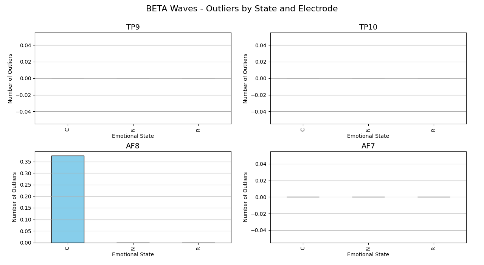 BETA Waves - Outliers by State and Electrode
TP9
Number of Outliers
0.04
0.02
0.00
−0.02
−0.04
C
N
R
Emotional State
TP10
Number of Outliers
0.04
0.02
0.00
−0.02
−0.04
C
N
R
Emotional State
AF8
Number of Outliers
0.35
0.30
0.25
0.20
0.15
0.10
0.05
0.00
C
N
R
Emotional State
AF7
Number of Outliers
0.04
0.02
0.00
−0.02
−0.04
C
N
R
Emotional State